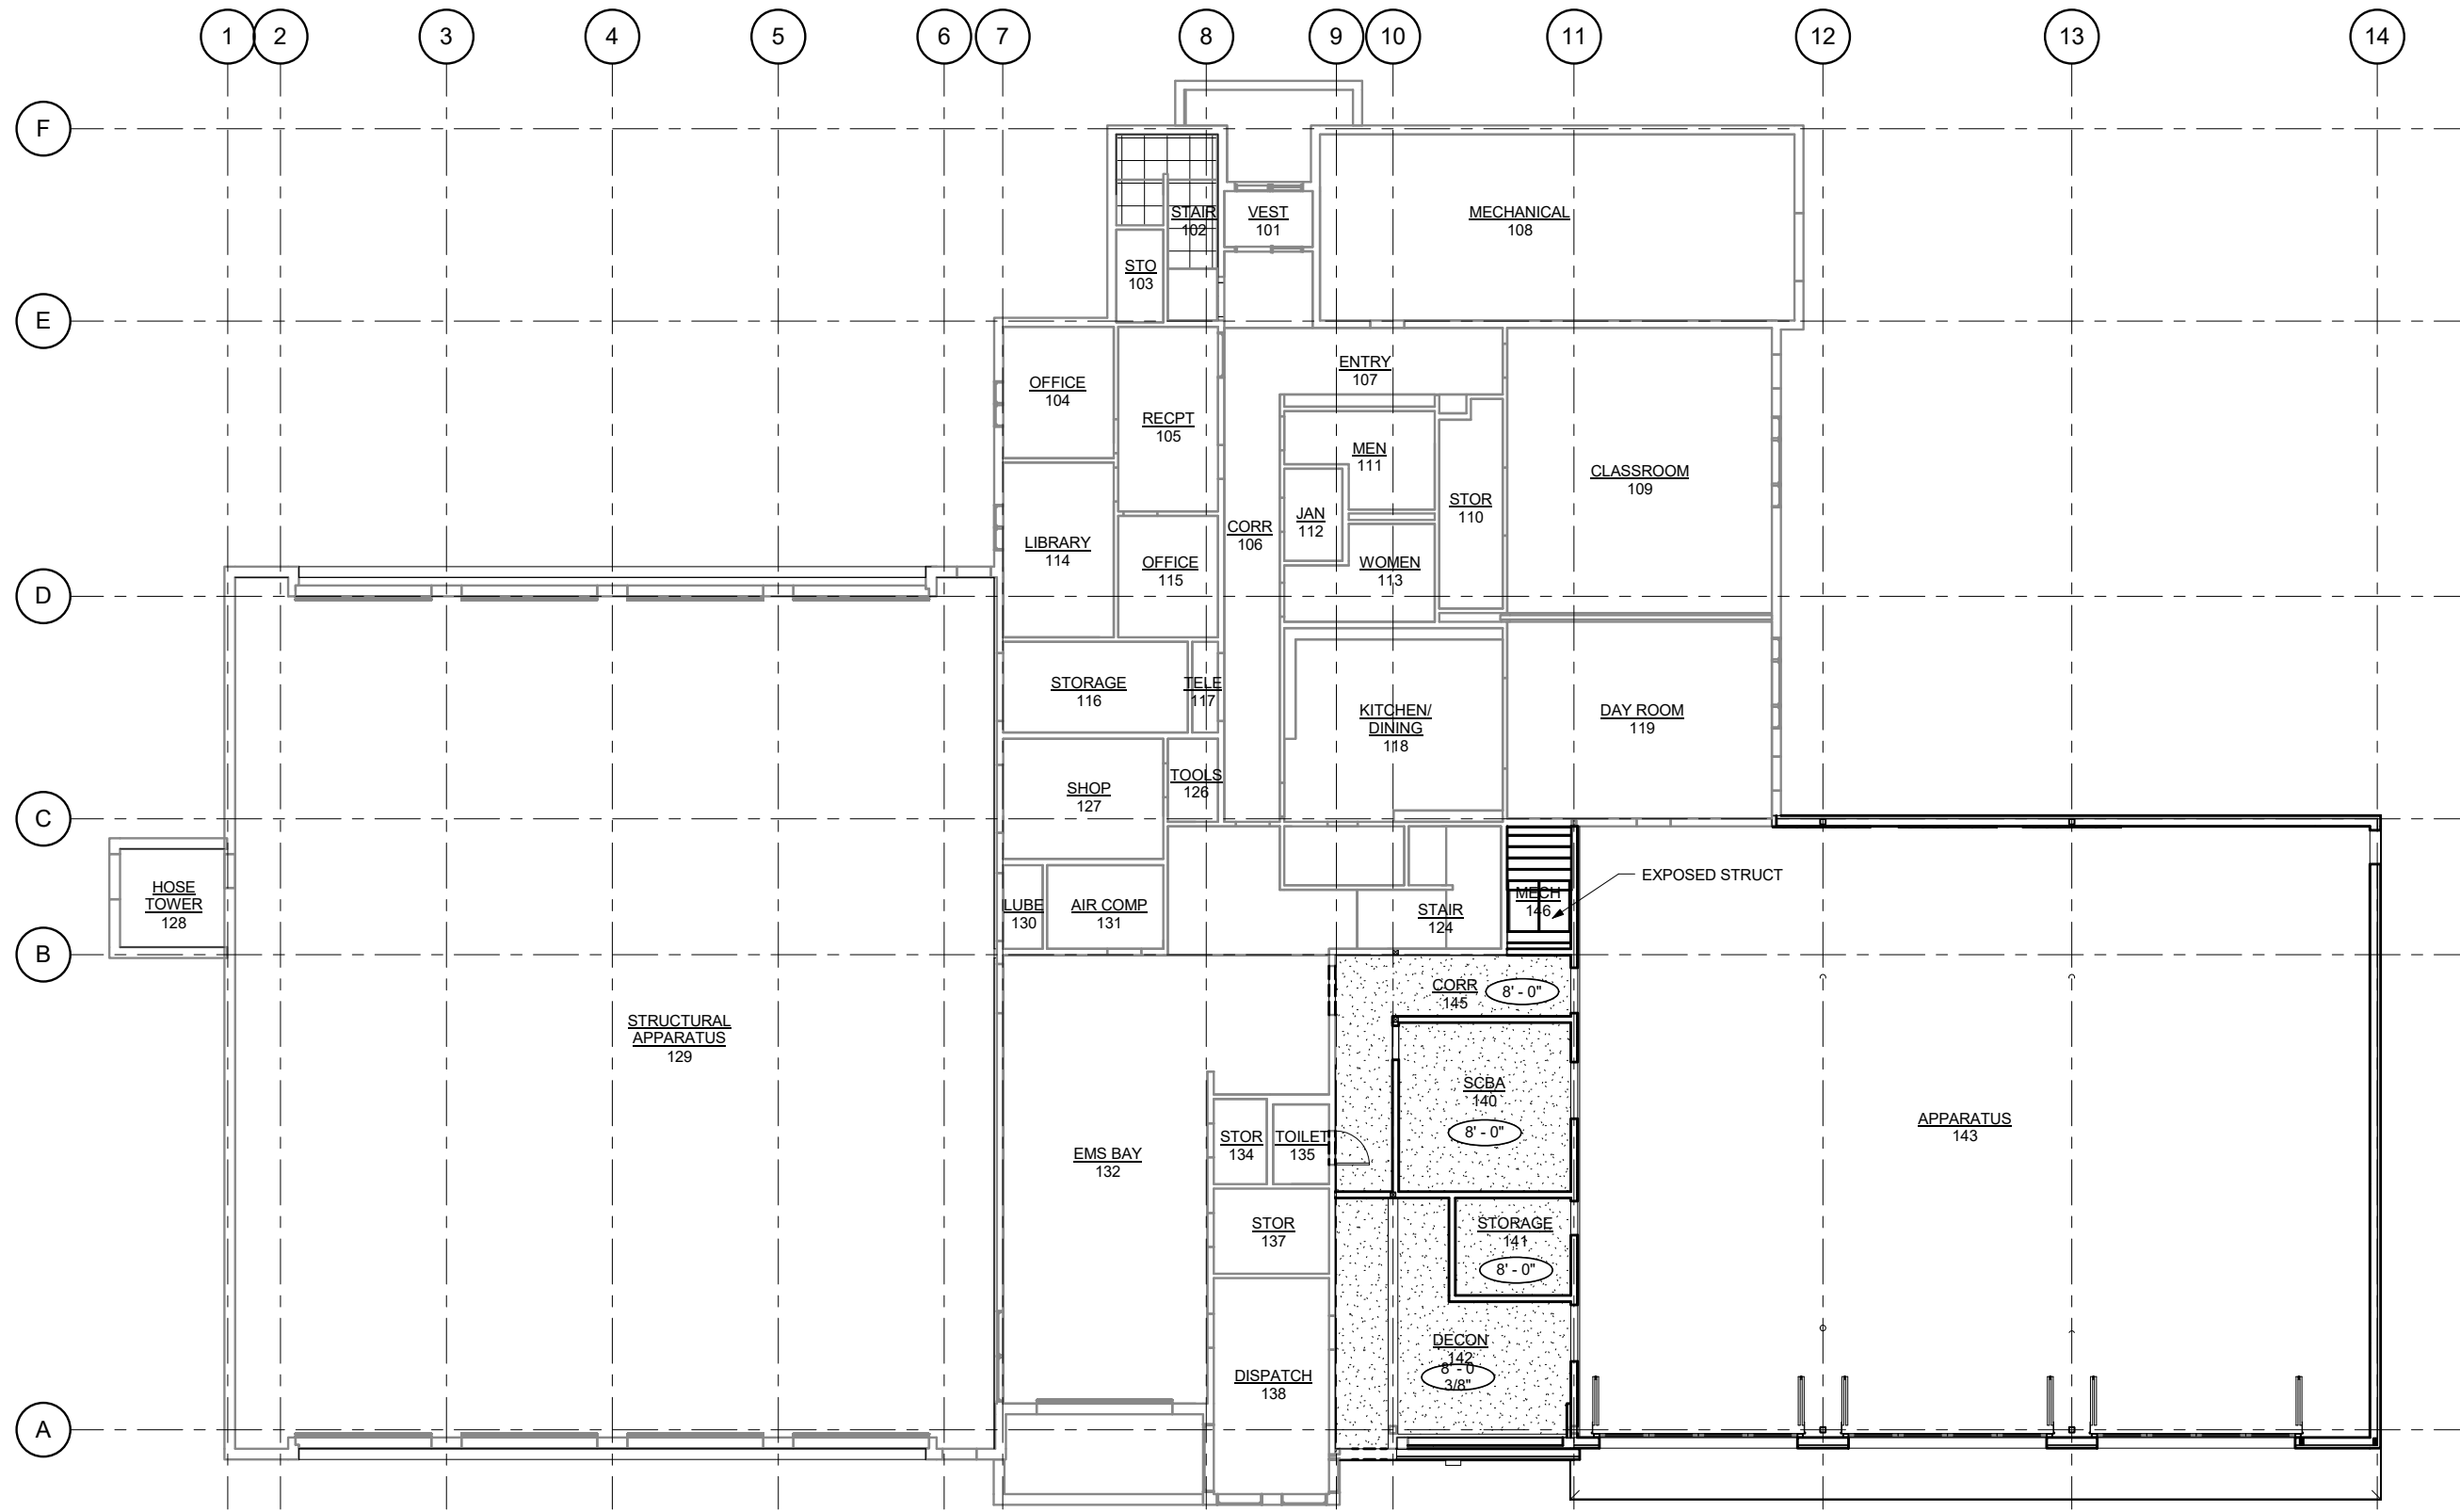 1
2
3
4
5
6
7
8
9
10
11
12
13
14
F
E
D
C
B
A
STAIR
102
VEST
101
MECHANICAL
108
STO
103
OFFICE
104
RECPT
105
ENTRY
107
MEN
111
CLASSROOM
109
STOR
110
JAN
112
CORR
106
LIBRARY
114
OFFICE
115
WOMEN
113
STORAGE
116
TELE
117
KITCHEN/
DINING
118
DAY ROOM
119
SHOP
127
TOOLS
126
HOSE
TOWER
128
LUBE
130
AIR COMP
131
STAIR
124
MECH
146
EXPOSED STRUCT
CORR
145
8' - 0"
STRUCTURAL
APPARATUS
129
SCBA
140
8' - 0"
APPARATUS
143
EMS BAY
132
STOR
134
TOILET
135
STOR
137
STORAGE
141
8' - 0"
DECON
142
8' - 0
3/8"
DISPATCH
138